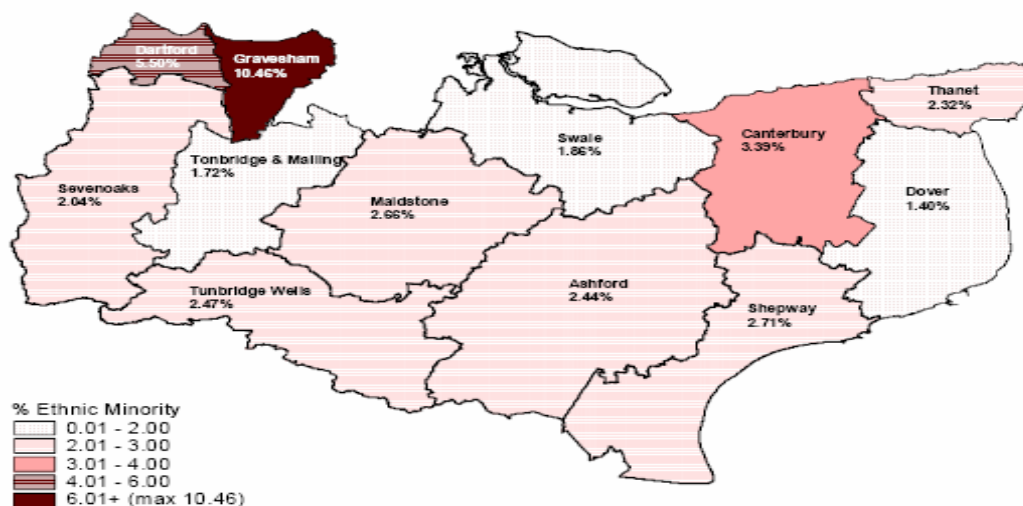 Dartford
5.50%
Gravesham
10.46%
Thanet
2.32%
Canterbury
3.39%
Swale
1.86%
Tonbridge & Malling
1.72%
Sevenoaks
2.04%
Maidstone
2.66%
Dover
1.40%
Tunbridge Wells
2.47%
Ashford
2.44%
Shepway
2.71%
% Ethnic Minority
0.01 - 2.00
2.01 - 3.00
3.01 - 4.00
4.01 - 6.00
6.01+ (max 10.46)